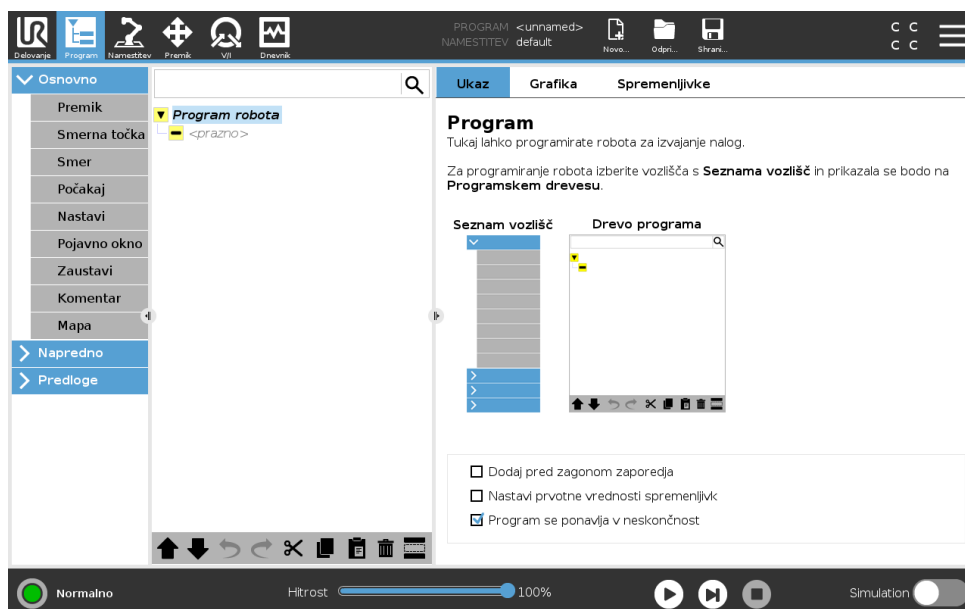 Delovanje
Program
Namestitev
Premik
V/I
Dnevnik
PROGRAM <unnamed>
NAMESTITEV default
Novo...
Odpri...
Shrani...
C C
C C
Osnovno
Premik
Smerna točka
Smer
Počakaj
Nastavi
Pojavno okno
Zaustavi
Komentar
Mapa
Napredno
Predloge
Program robota
<prazno>
Ukaz
Grafika
Spremenljivke
Program
Tukaj lahko programirate robota za izvajanje nalog.
Za programiranje robota izberite vozlišča s Seznama vozlišč in prikazala se bodo na
Programskem drevesu.
Seznam vozlišč
Drevo programa
Dodaj pred zagonom zaporedja
Nastavi prvotne vrednosti spremenljivk
Program se ponavlja v neskončnost
Normalno
Hitrost
100%
Simulation